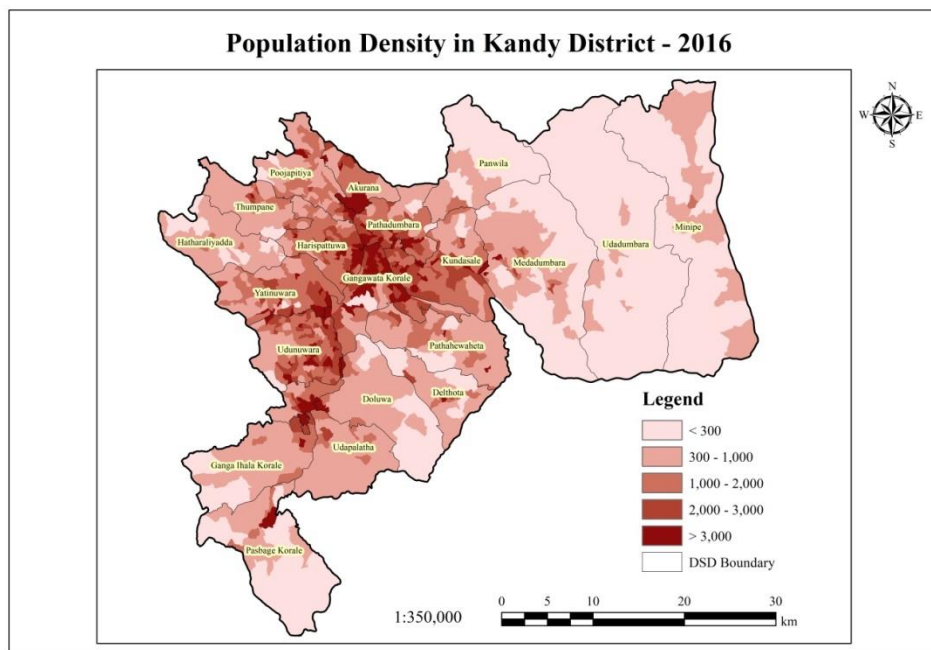 Population Density in Kandy District - 2016
N
W E
S
Panwila
Poojapitiya
Akurana
Thumpane
Minipe
Pathadumbara
Hatharaliyadda
Harispattuwa
Udadumbara
Kundasale
Medadumbara
Gangawata Korale
Yatinuwara
Pathahewaheta
Udunuwara
Delthota
Doluwa
Udapalatha
Ganga Ihala Korale
Pasbage Korale
Legend
< 300
300 - 1,000
1,000 - 2,000
2,000 - 3,000
> 3,000
DSD Boundary
1:350,000
0 5 10 20 30
km